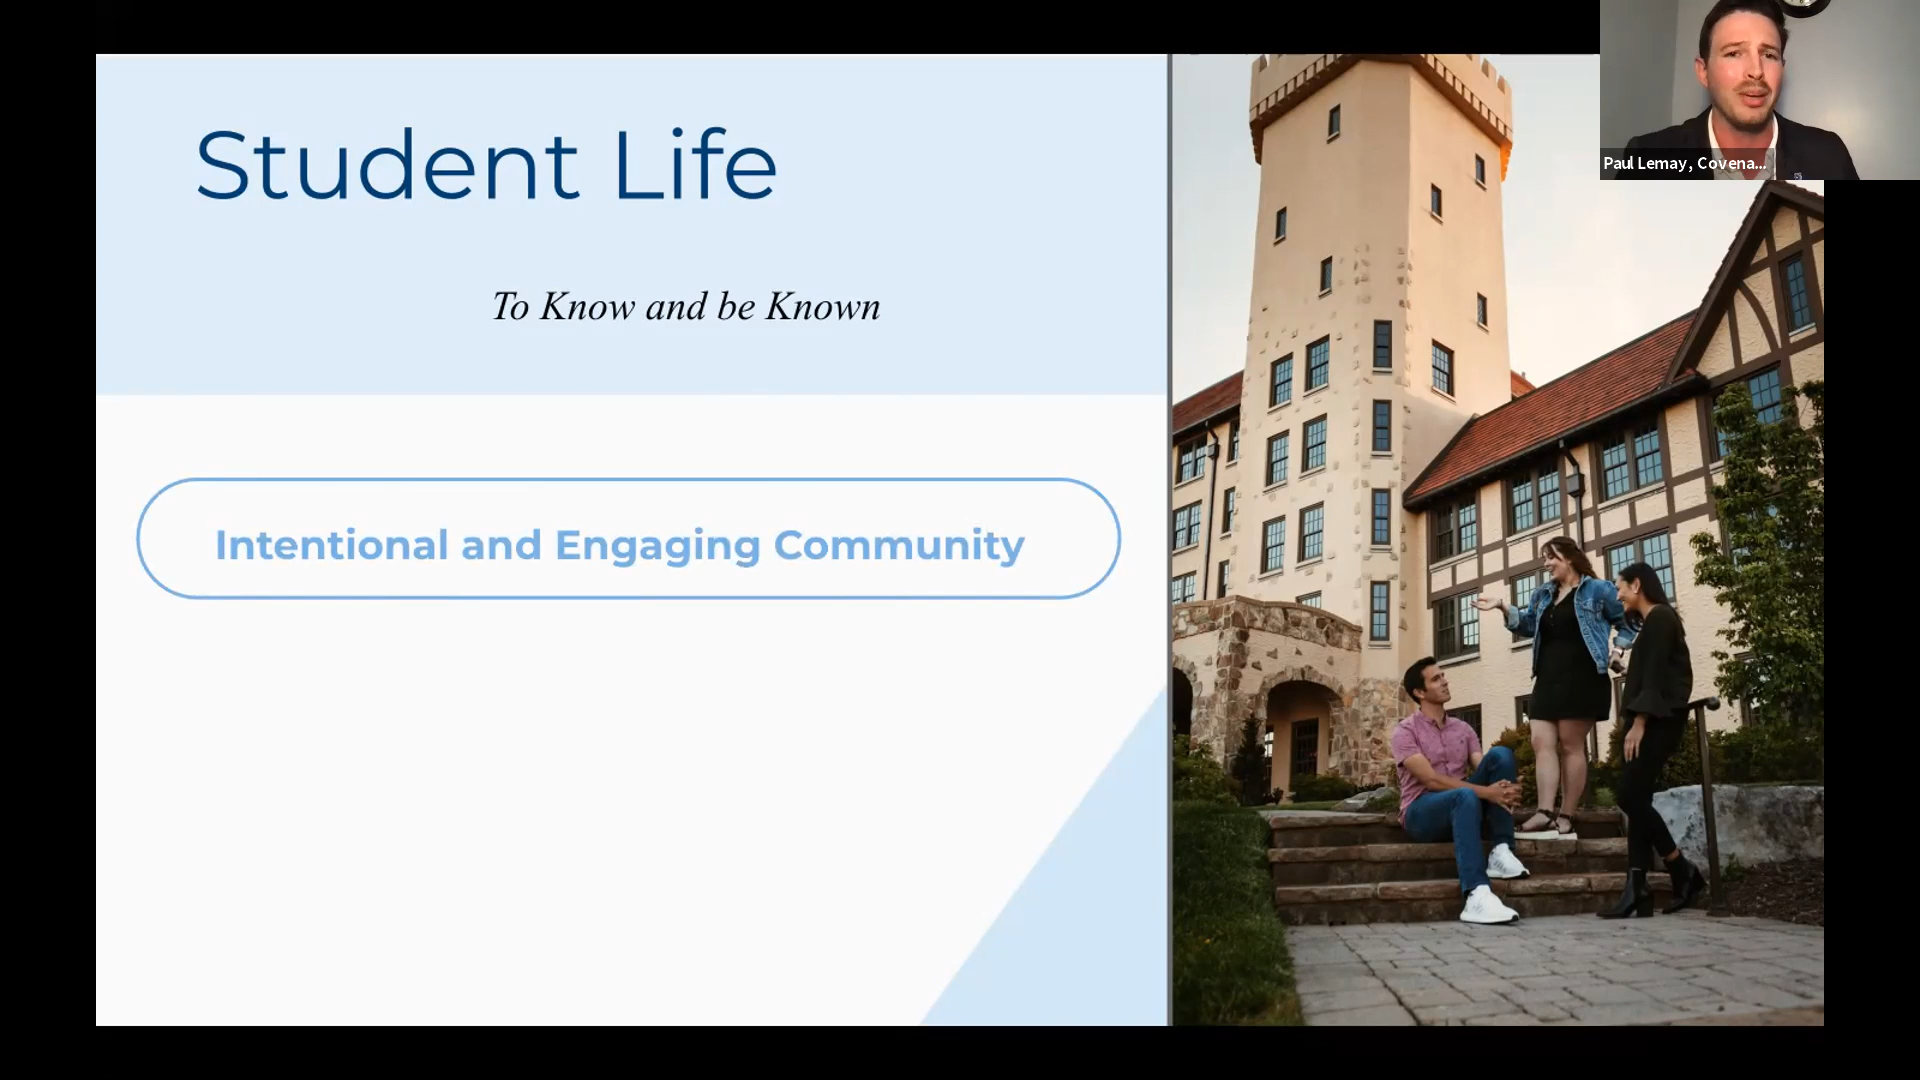 Student Life
To Know and be Known
Intentional and Engaging Community
Paul Lemay, Covena...